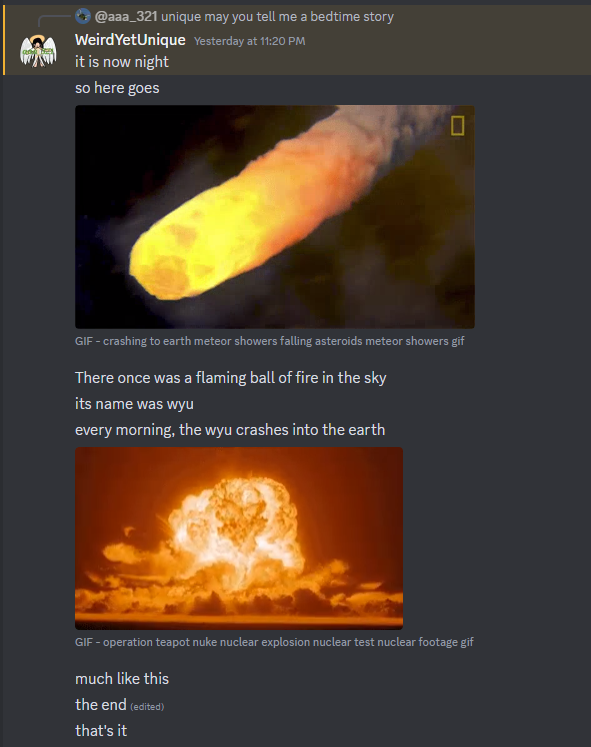 @aaa_321 unique may you tell me a bedtime story
WeirdYetUnique Yesterday at 11:20 PM
it is now night
so here goes
GIF - crashing to earth meteor showers falling asteroids meteor showers gif
There once was a flaming ball of fire in the sky
its name was wyu
every morning, the wyu crashes into the earth
GIF - operation teapot nuke nuclear explosion nuclear test nuclear footage gif
much like this
the end (edited)
that's it